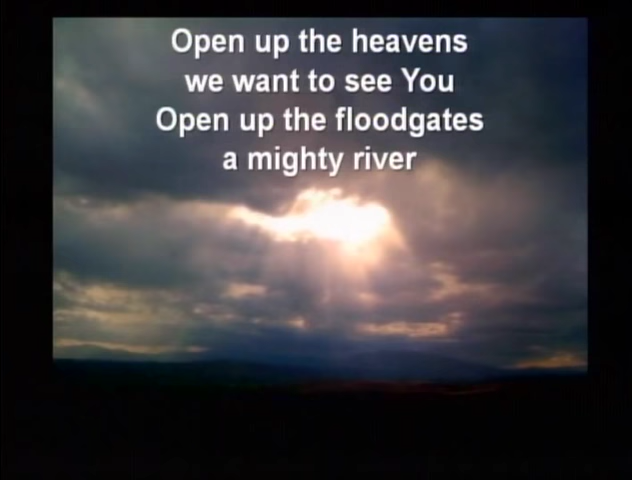 Open up the heavens
we want to see You
Open up the floodgates
a mighty river